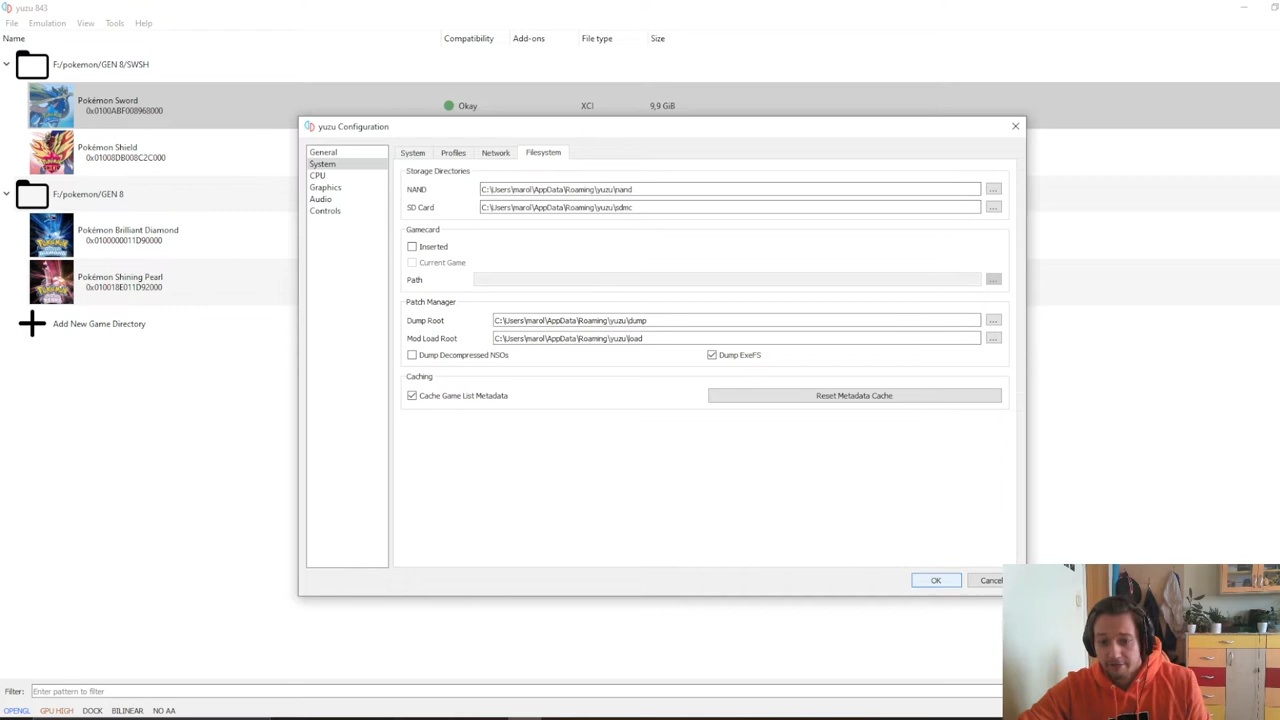 yuzu 843
File Emulation View Tools Help
Name Compatibility Add-ons File type Size
F:/pokemon/GEN 8/SWSH
Pokémon Sword
0x0100ABF008968000
Okay XCI 9,9 GiB
Pokémon Shield
0x01008DB008C2C000
F:/pokemon/GEN 8
Pokémon Brilliant Diamond
0x0100000011D90000
Pokémon Shining Pearl
0x010018E011D92000
Add New Game Directory
yuzu Configuration
General
System
CPU
Graphics
Audio
Controls
System Profiles Network Filesystem
Storage Directories
NAND C:\Users\marol\AppData\Roaming\yuzu\nand ...
SD Card C:\Users\marol\AppData\Roaming\yuzu\sdmc ...
Gamecard
Inserted
Current Game
Path ...
Patch Manager
Dump Root C:\Users\marol\AppData\Roaming\yuzu\dump ...
Mod Load Root C:\Users\marol\AppData\Roaming\yuzu\load ...
Dump Decompressed NSOs Dump ExeFS
Caching
Cache Game List Metadata Reset Metadata Cache
OK Cancel
Filter: Enter pattern to filter
OPENGL GPU HIGH DOCK BILINEAR NO AA